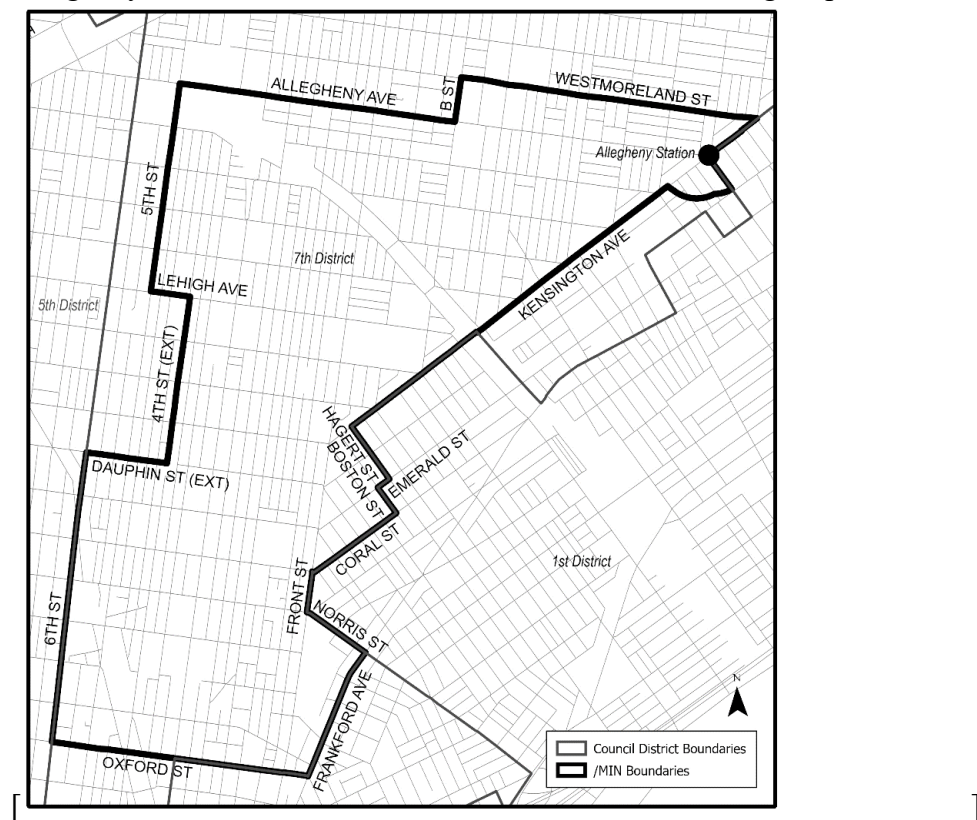 WESTMORELAND ST
ALLEGHENY AVE
B ST
Allegheny Station
5TH ST
7th District
KENSINGTON AVE
LEHIGH AVE
5th District
4TH ST (EXT)
HAGERT ST
BOSTON ST
EMERALD ST
DAUPHIN ST (EXT)
CORAL ST
1st District
FRONT ST
NORRIS ST
6TH ST
FRANKFORD AVE
OXFORD ST
N
Council District Boundaries
/MIN Boundaries
[ ]